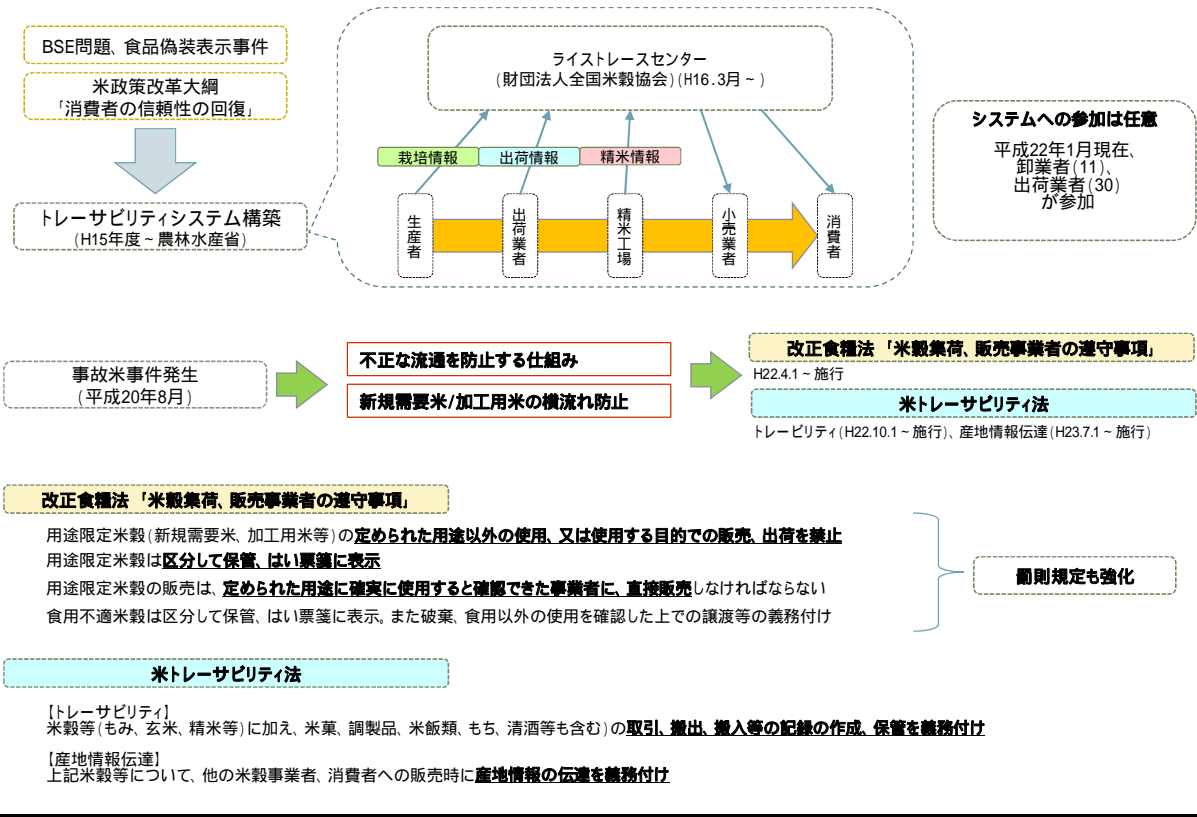 BSE問題、食品偽装表示事件
米政策改革大綱
「消費者の信頼性の回復」
トレーサビリティシステム構築
(H15年度~農林水産省)
ライストレースセンター
(財団法人全国米穀協会)(H16.3月~)
栽培情報
出荷情報
精米情報
生産者
出荷業者
精米工場
小売業者
消費者
システムへの参加は任意
平成22年1月現在、
卸業者(11)、
出荷業者(30)
が参加
事故米事件発生
(平成20年8月)
不正な流通を防止する仕組み
新規需要米/加工用米の横流れ防止
改正食糧法「米穀集荷、販売事業者の遵守事項」
H22.4.1~施行
米トレーサビリティ法
トレービリティ(H22.10.1~施行)、産地情報伝達(H23.7.1~施行)
改正食糧法「米穀集荷、販売事業者の遵守事項」
用途限定米穀(新規需要米、加工用米等)の定められた用途以外の使用、又は使用する目的での販売、出荷を禁止
用途限定米穀は区分して保管、はい票箋に表示
用途限定米穀の販売は、定められた用途に確実に使用すると確認できた事業者に、直接販売しなければならない
食用不適米穀は区分して保管、はい票箋に表示。また破棄、食用以外の使用を確認した上での譲渡等の義務付け
罰則規定も強化
米トレーサビリティ法
【トレーサビリティ】
米穀等(もみ、玄米、精米等)に加え、米菓、調製品、米飯類、もち、清酒等も含む)の取引、搬出、搬入等の記録の作成、保管を義務付け
【産地情報伝達】
上記米穀等について、他の米穀事業者、消費者への販売時に産地情報の伝達を義務付け